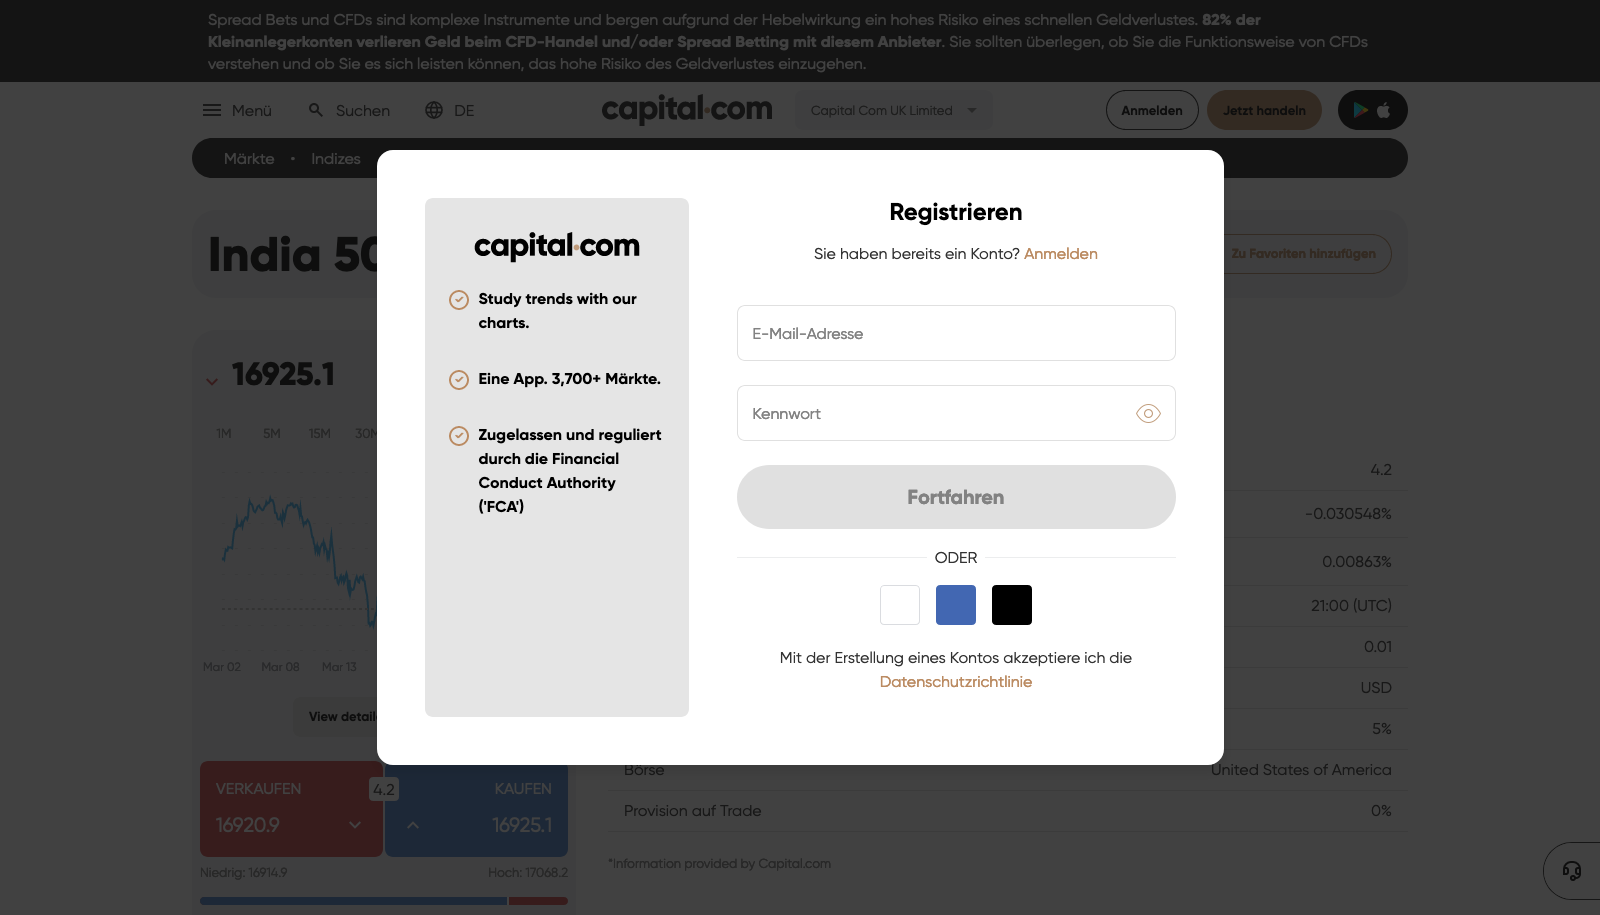 Spread Bets und CFDs sind komplexe Instrumente und bergen aufgrund der Hebelwirkung ein hohes Risiko eines schnellen Geldverlustes. 82% der
Kleinanlegerkonten verlieren Geld beim CFD-Handel und/oder Spread Betting mit diesem Anbieter. Sie sollten überlegen, ob Sie die Funktionsweise von CFDs
verstehen und ob Sie es sich leisten können, das hohe Risiko des Geldverlustes einzugehen.
Menü Suchen DE capital.com Capital Com UK Limited Anmelden Jetzt handeln
Märkte • Indizes
India 50
Zu Favoriten hinzufügen
16925.1
1M 5M 15M 30M
Mar 02 Mar 08 Mar 13
View details
VERKAUFEN 4.2 KAUFEN
16920.9 16925.1
Niedrig: 16914.9 Hoch: 17068.2
capital.com
Study trends with our
charts.
Eine App. 3,700+ Märkte.
Zugelassen und reguliert
durch die Financial
Conduct Authority
('FCA')
Registrieren
Sie haben bereits ein Konto? Anmelden
E-Mail-Adresse
Kennwort
Fortfahren
ODER
Mit der Erstellung eines Kontos akzeptiere ich die
Datenschutzrichtlinie
4.2
-0.030548%
0.00863%
21:00 (UTC)
0.01
USD
5%
Börse United States of America
Provision auf Trade 0%
*Information provided by Capital.com